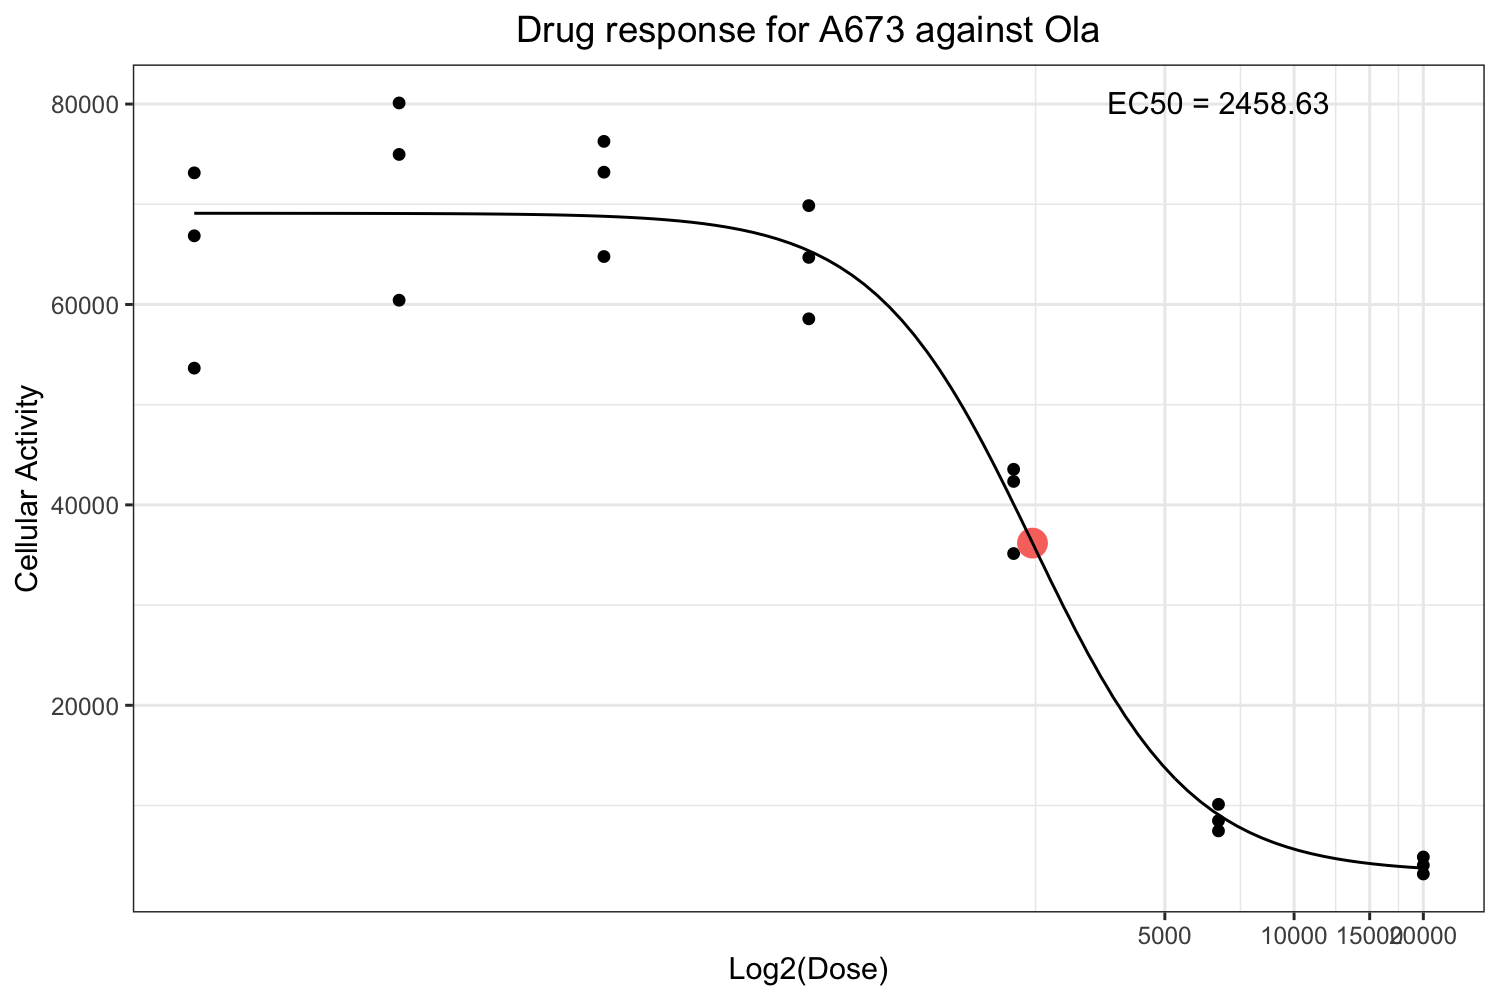 Drug response for A673 against Ola
EC50 = 2458.63
80000
60000
40000
20000
Cellular Activity
5000 10000 15000 20000
Log2(Dose)